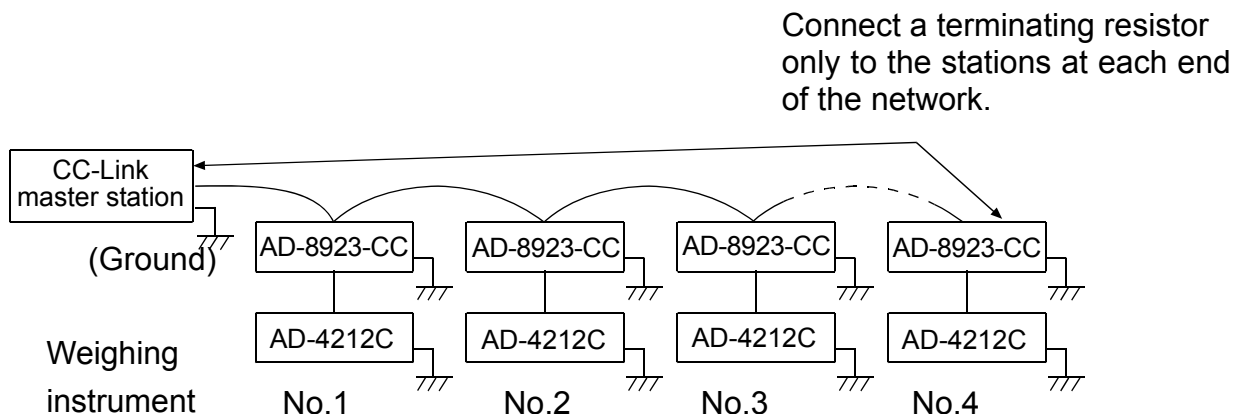 Connect a terminating resistor
only to the stations at each end
of the network.
CC-Link
master station
(Ground)
AD-8923-CC
AD-8923-CC
AD-8923-CC
AD-8923-CC
AD-4212C
AD-4212C
AD-4212C
AD-4212C
Weighing
instrument
No.1
No.2
No.3
No.4